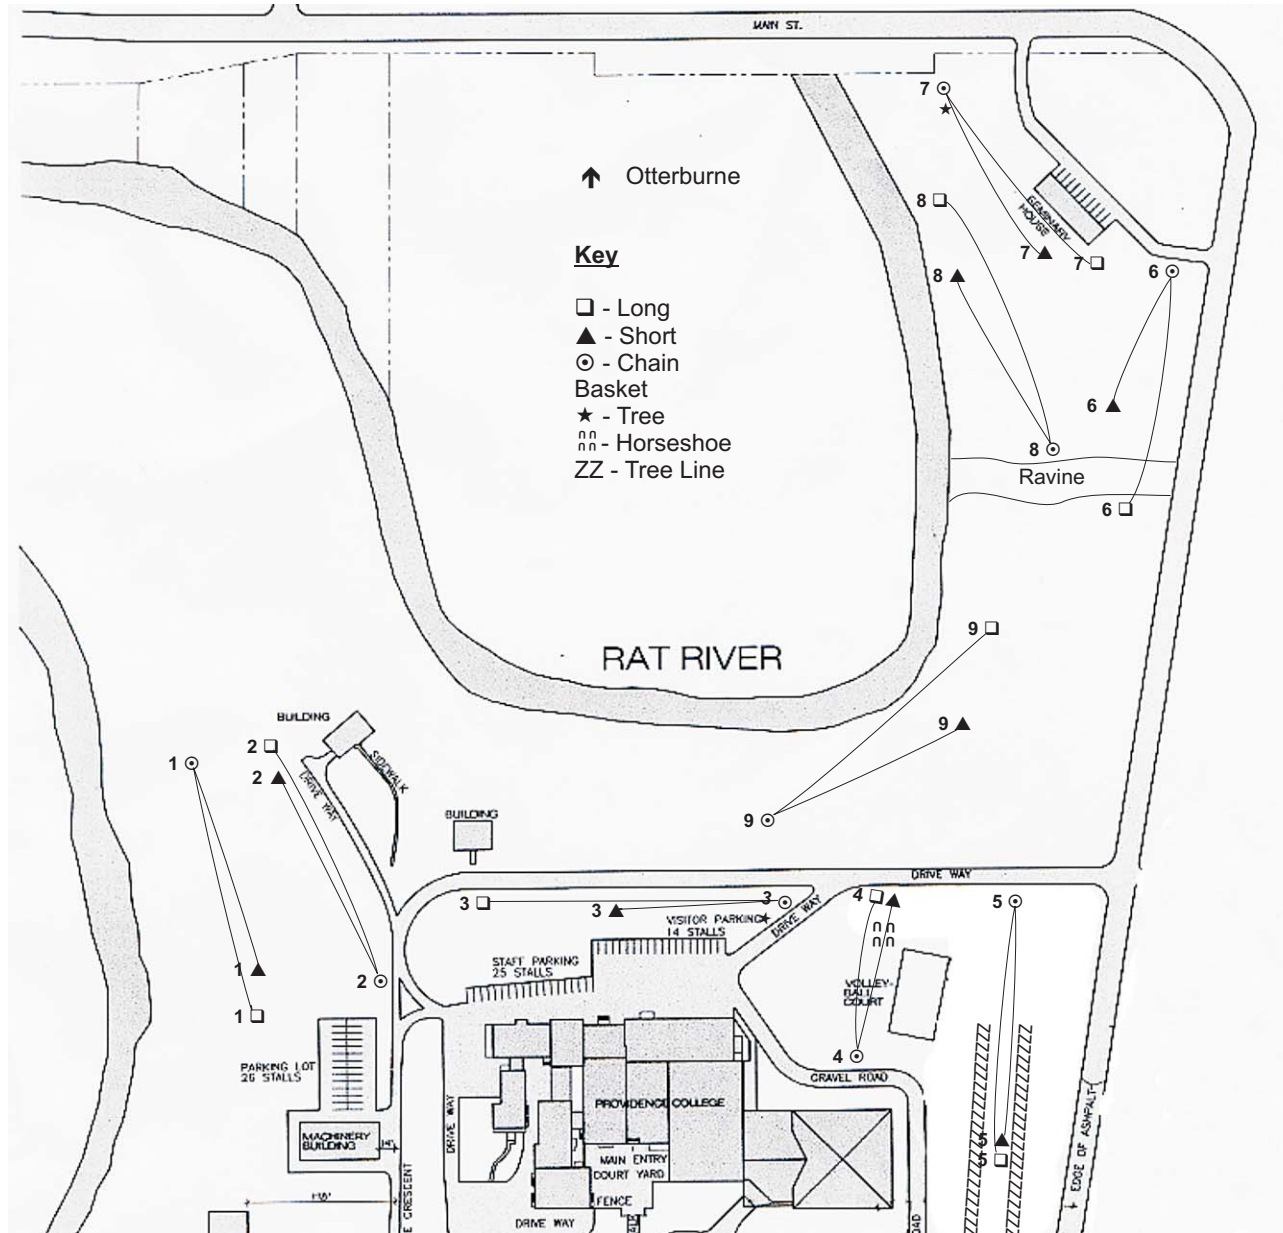 MAIN ST.
7
Otterburne
8
SEMINARY
HOUSE
Key
7
7
6
8
- Long
- Short
- Chain
Basket
- Tree
- Horseshoe
ZZ - Tree Line
6
8
Ravine
6
9
RAT RIVER
BUILDING
2
9
SIDEWALK
1
2
DRIVE WAY
BUILDING
9
DRIVE WAY
3
3
3
4
5
VISITOR PARKING
14 STALLS
DRIVE WAY
STAFF PARKING
25 STALLS
1
2
VOLLEY-
BALL
COURT
1
4
PARKING LOT
26 STALLS
GRAVEL ROAD
PROVIDENCE COLLEGE
DRIVE WAY
EDGE OF ASHPALT
MACHINERY
BUILDING
14'
5
5
MAIN ENTRY
COURT YARD
FENCE
DRIVE WAY
ZZZZZZZZZZZZZZZZ
ZZZZZZZZZZZZZZZZ